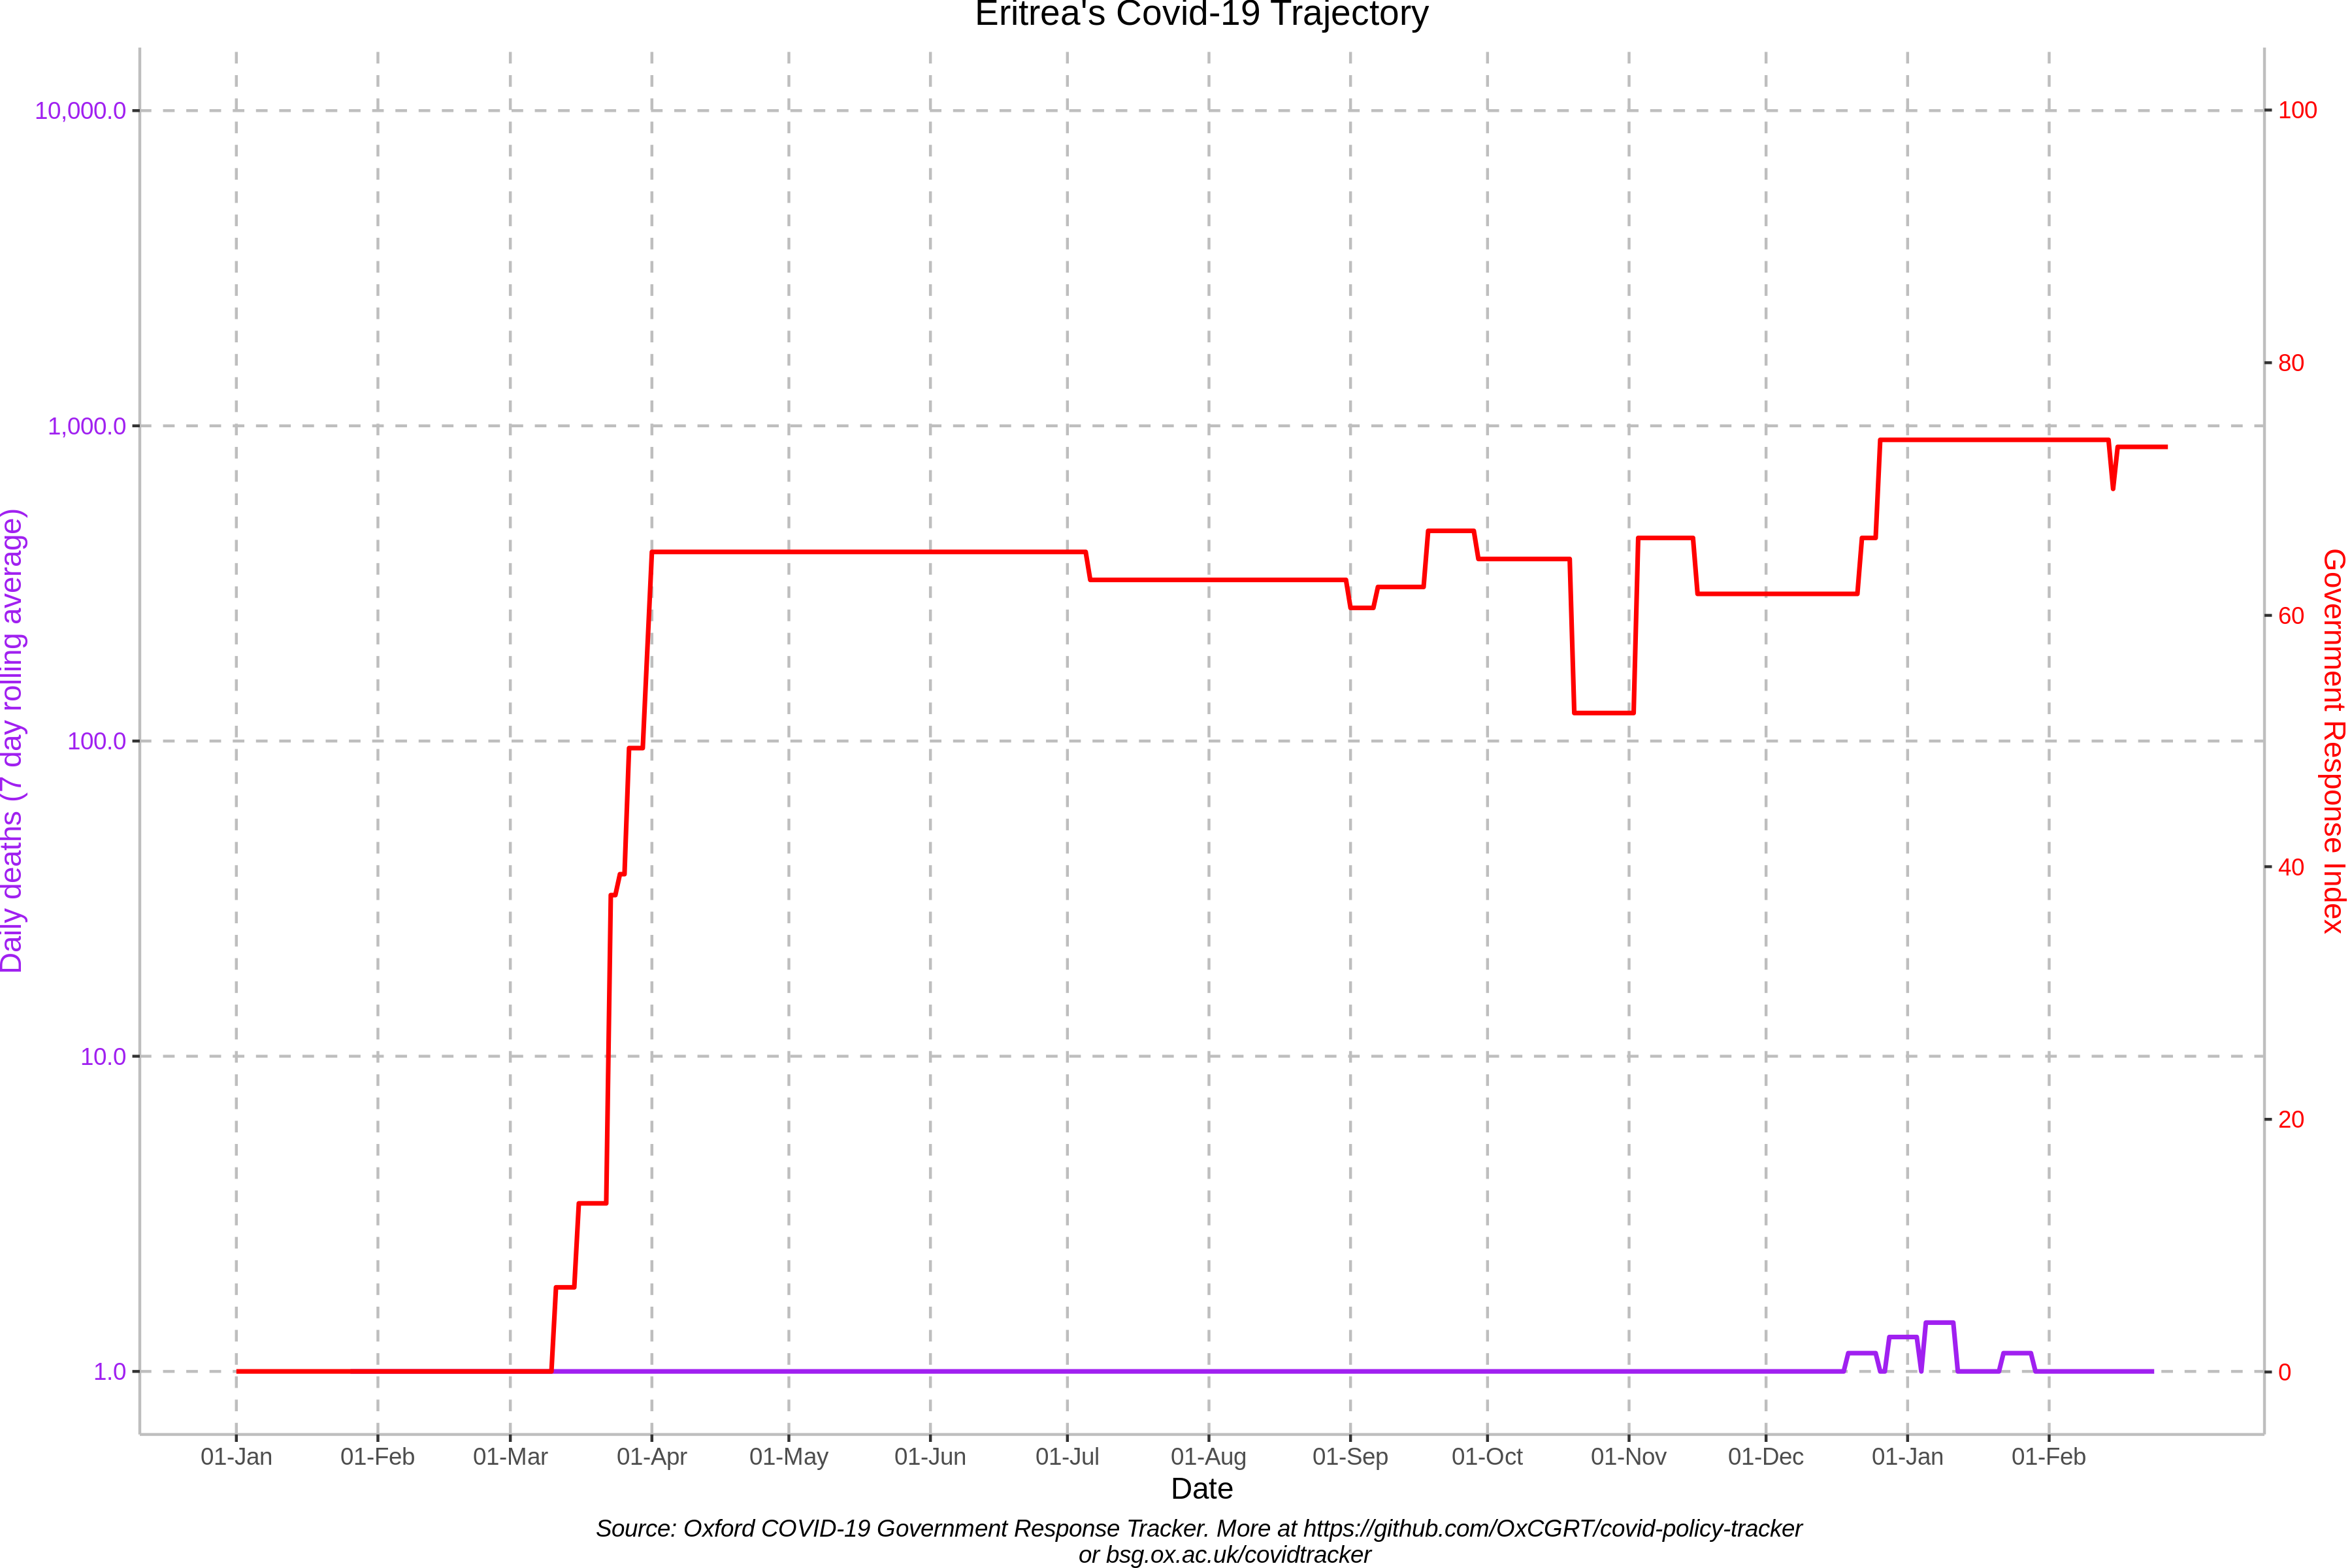 Eritrea's Covid-19 Trajectory
10,000.0
1,000.0
100.0
10.0
1.0
Daily deaths (7 day rolling average)
100
80
60
40
20
0
Government Response Index
01-Jan 01-Feb 01-Mar 01-Apr 01-May 01-Jun 01-Jul 01-Aug 01-Sep 01-Oct 01-Nov 01-Dec 01-Jan 01-Feb
Date
Source: Oxford COVID-19 Government Response Tracker. More at https://github.com/OxCGRT/covid-policy-tracker
or bsg.ox.ac.uk/covidtracker